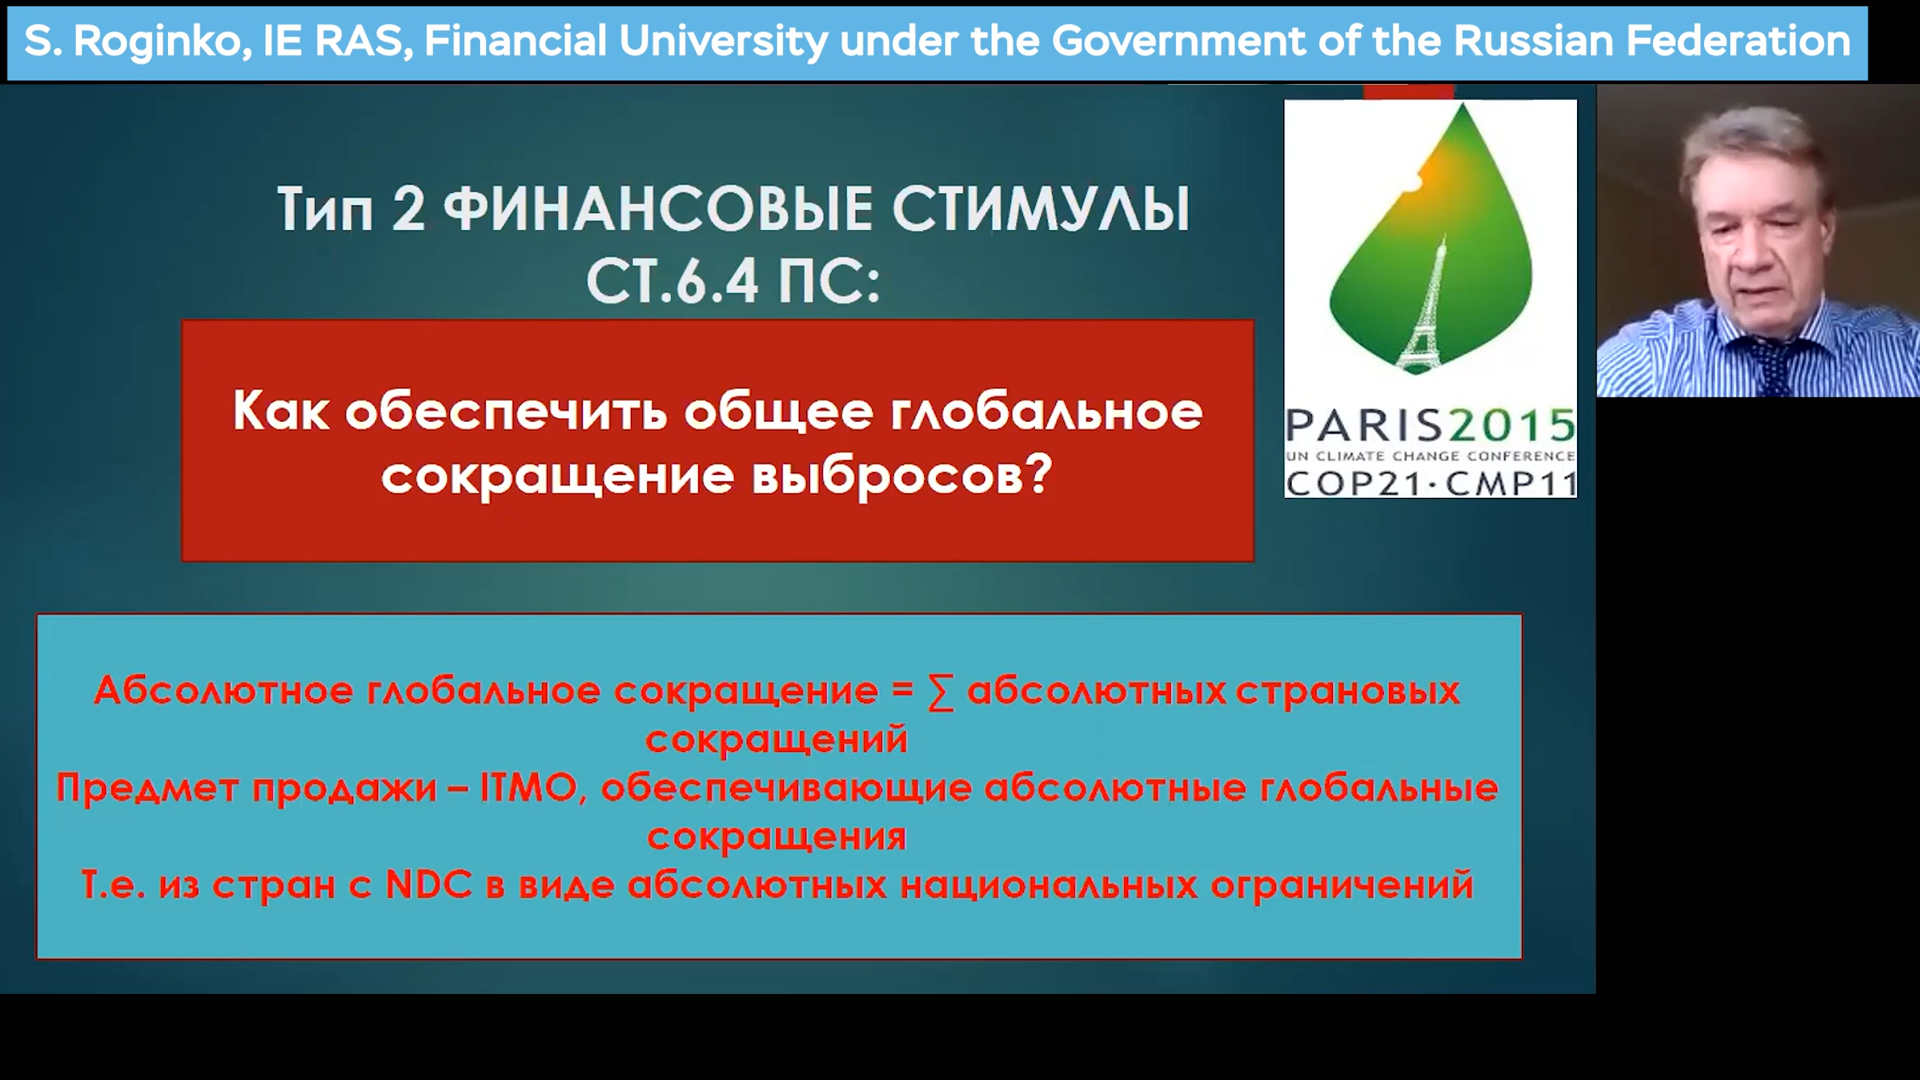 S. Roginko, IE RAS, Financial University under the Government of the Russian Federation
Тип 2 ФИНАНСОВЫЕ СТИМУЛЫ
СТ.6.4 ПС:
Как обеспечить общее глобальное
сокращение выбросов?
PARIS2015
UN CLIMATE CHANGE CONFERENCE
COP21·CMP11
Абсолютное глобальное сокращение = ∑ абсолютных страновых
сокращений
Предмет продажи – ITMO, обеспечивающие абсолютные глобальные
сокращения
Т.е. из стран с NDC в виде абсолютных национальных ограничений